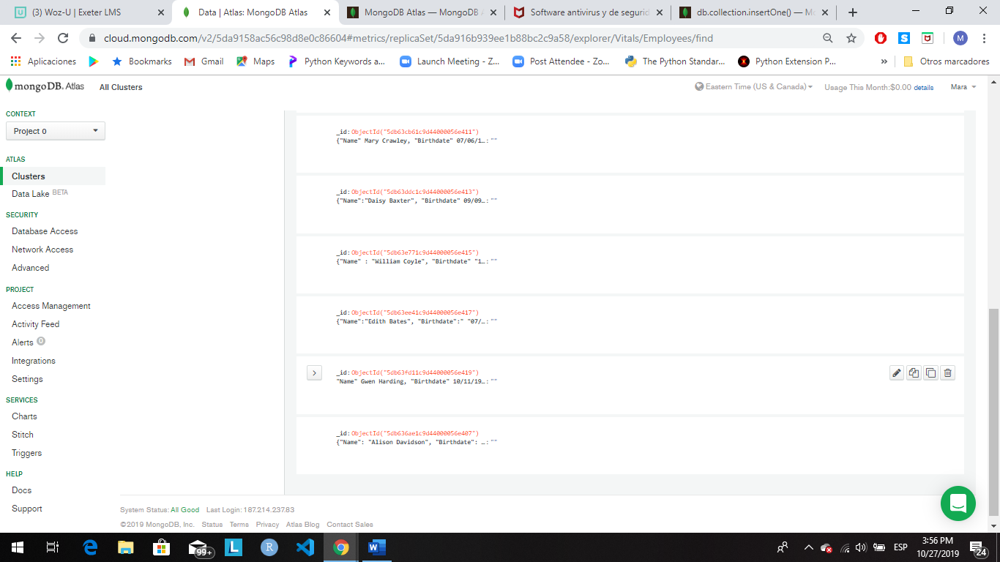 (3) Woz-U | Exeter LMS
Data | Atlas: MongoDB Atlas
MongoDB Atlas — MongoDB A
Software antivirus y de segurid
db.collection.insertOne() — Mo
cloud.mongodb.com/v2/5da9158ac56c98d8e0c86604#metrics/replicaSet/5da916b939ee1b88bc2c9a58/explorer/Vitals/Employees/find
M
Aplicaciones
Bookmarks
Gmail
Maps
Python Keywords a...
Launch Meeting - Z...
Post Attendee - Zo...
The Python Standar...
Python Extension P...
»
Otros marcadores
mongoDB. Atlas
All Clusters
Eastern Time (US & Canada)
Usage This Month:$0.00 details
Mara
CONTEXT
Project 0
ATLAS
Clusters
Data Lake BETA
SECURITY
Database Access
Network Access
Advanced
PROJECT
Access Management
Activity Feed
Alerts 0
Integrations
Settings
SERVICES
Charts
Stitch
Triggers
HELP
Docs
Support
_id:ObjectId("5db63cb61c9d44000056e411")
{"Name" Mary Crawley, "Birthdate" 07/06/1…: ""
_id:ObjectId("5db63ddc1c9d44000056e413")
{"Name":"Daisy Baxter", "Birthdate" 09/09…: ""
_id:ObjectId("5db63e771c9d44000056e415")
{"Name" : "William Coyle", "Birthdate" "1…: ""
_id:ObjectId("5db63ee41c9d44000056e417")
{"Name":"Edith Bates", "Birthdate":" "07/…: ""
_id:ObjectId("5db63fd11c9d44000056e419")
"Name" Gwen Harding, "Birthdate" 10/11/19…: ""
_id:ObjectId("5db636ae1c9d44000056e407")
{"Name": "Alison Davidson", "Birthdate": …: ""
System Status: All Good Last Login: 187.214.237.83
©2019 MongoDB, Inc. Status Terms Privacy Atlas Blog Contact Sales
99+
L
R
W
ESP
3:56 PM
10/27/2019
24